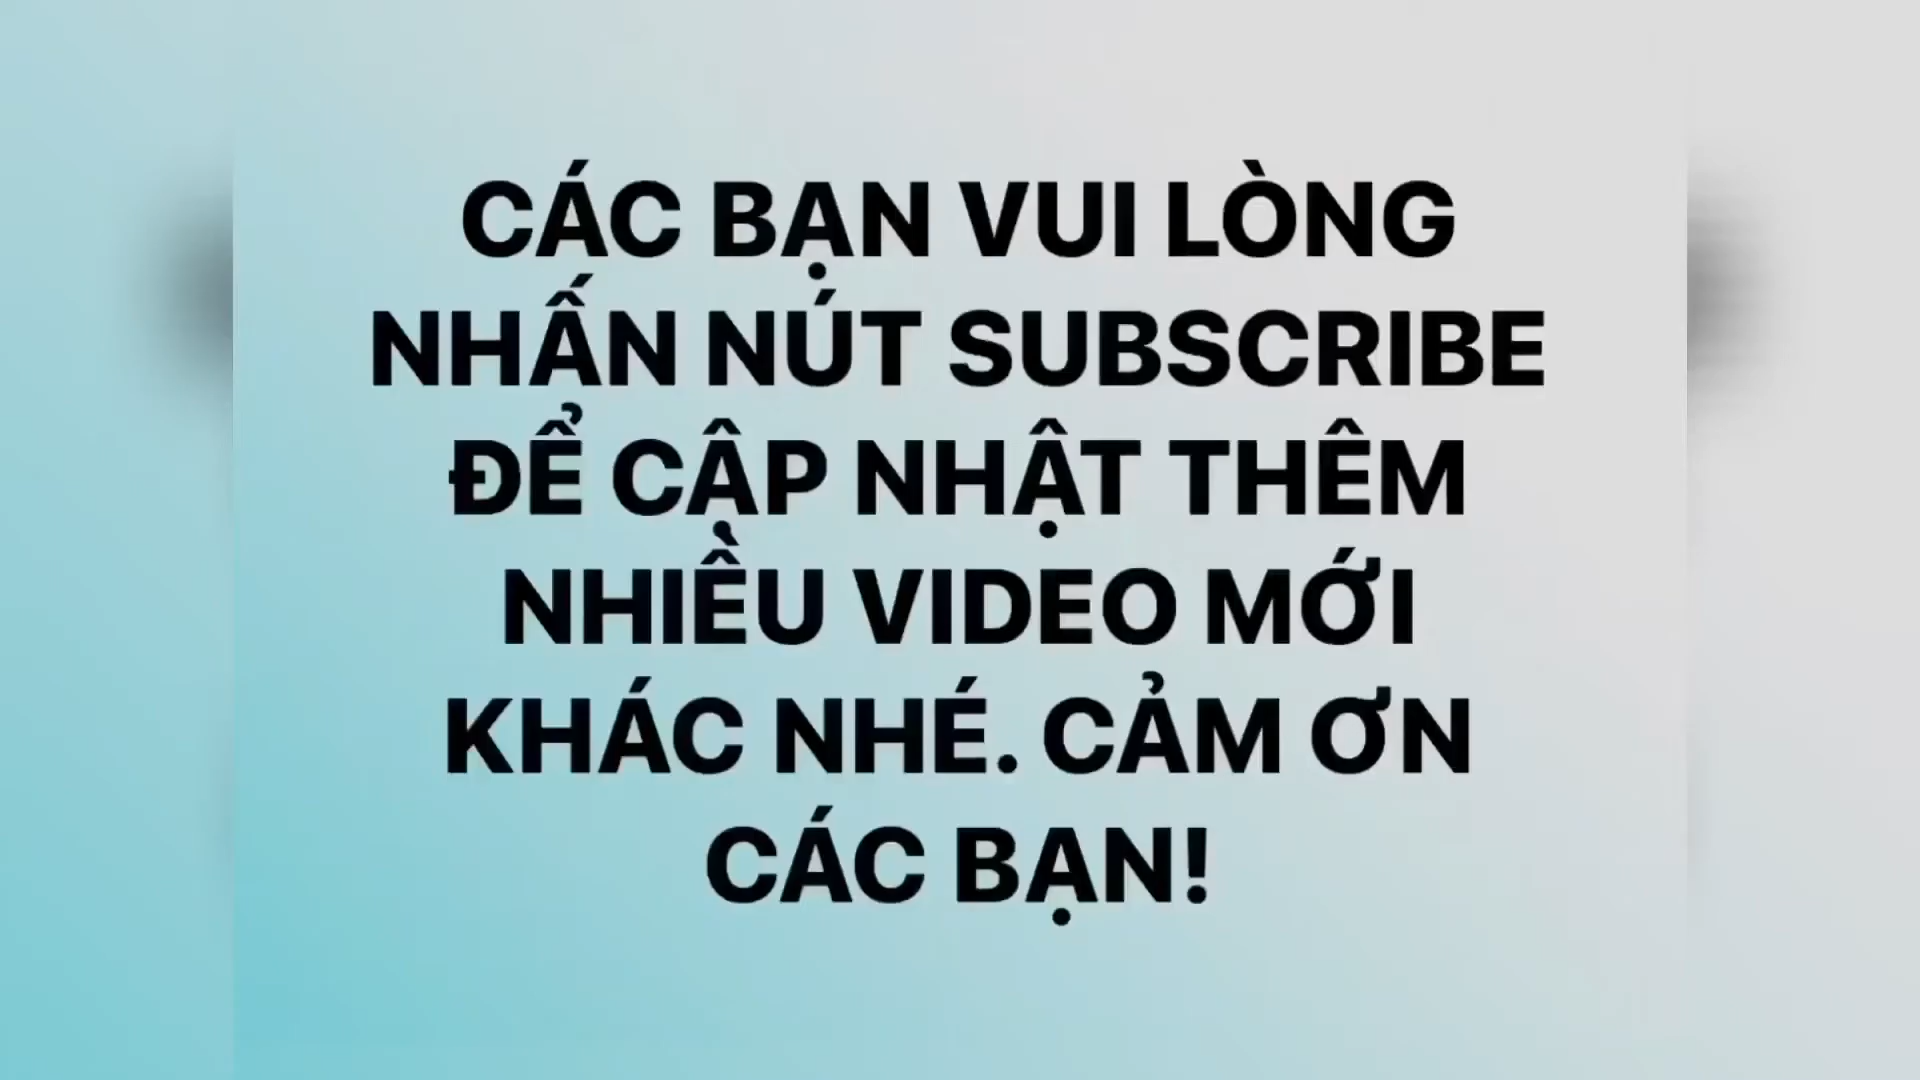 CÁC BẠN VUI LÒNG
NHẤN NÚT SUBSCRIBE
ĐỂ CẬP NHẬT THÊM
NHIỀU VIDEO MỚI
KHÁC NHÉ. CẢM ƠN
CÁC BẠN!